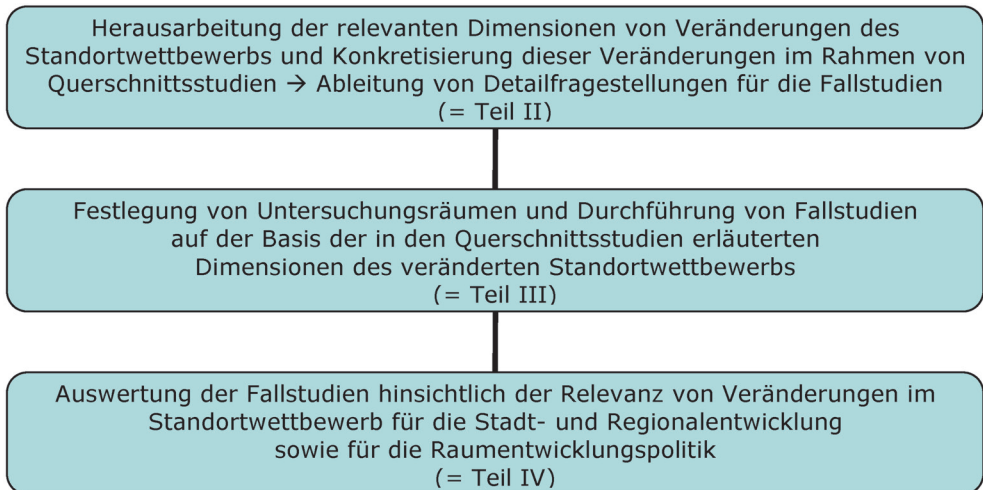 Herausarbeitung der relevanten Dimensionen von Veränderungen des
Standortwettbewerbs und Konkretisierung dieser Veränderungen im Rahmen von
Querschnittsstudien → Ableitung von Detailfragestellungen für die Fallstudien
(= Teil II)
Festlegung von Untersuchungsräumen und Durchführung von Fallstudien
auf der Basis der in den Querschnittsstudien erläuterten
Dimensionen des veränderten Standortwettbewerbs
(= Teil III)
Auswertung der Fallstudien hinsichtlich der Relevanz von Veränderungen im
Standortwettbewerb für die Stadt- und Regionalentwicklung
sowie für die Raumentwicklungspolitik
(= Teil IV)